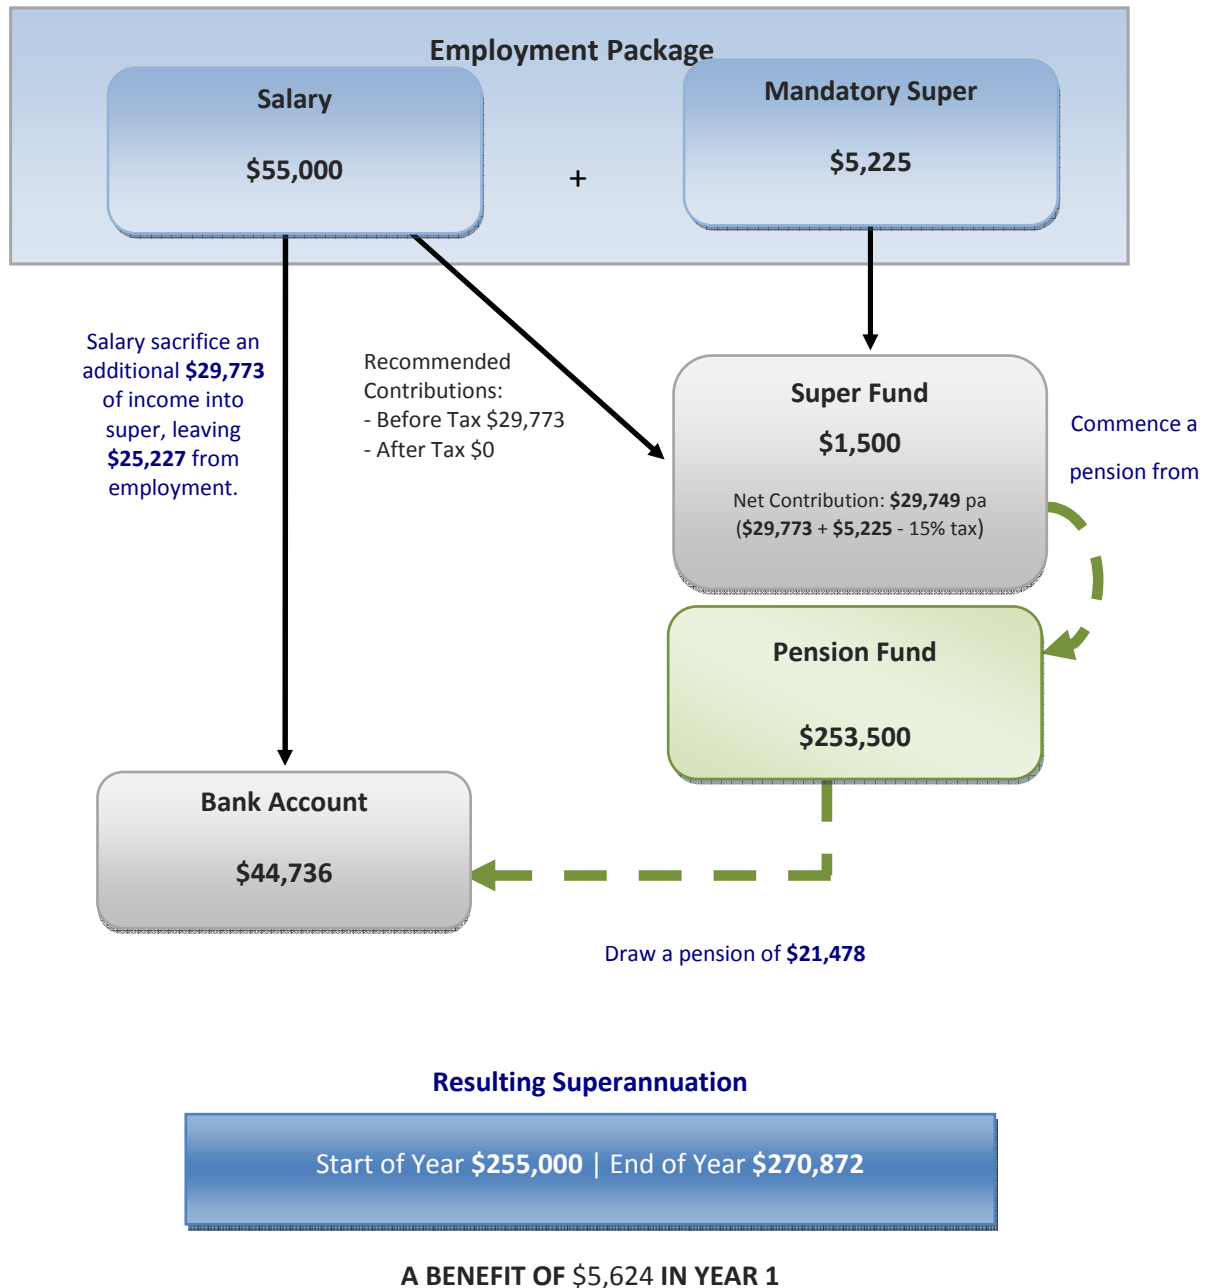 Employment Package
Salary
$55,000
+
Mandatory Super
$5,225
Salary sacrifice an
additional $29,773
of income into
super, leaving
$25,227 from
employment.
Recommended
Contributions:
- Before Tax $29,773
- After Tax $0
Super Fund
$1,500
Net Contribution: $29,749 pa
($29,773 + $5,225 - 15% tax)
Commence a
pension from
Pension Fund
$253,500
Bank Account
$44,736
Draw a pension of $21,478
Resulting Superannuation
Start of Year $255,000 | End of Year $270,872
A BENEFIT OF $5,624 IN YEAR 1